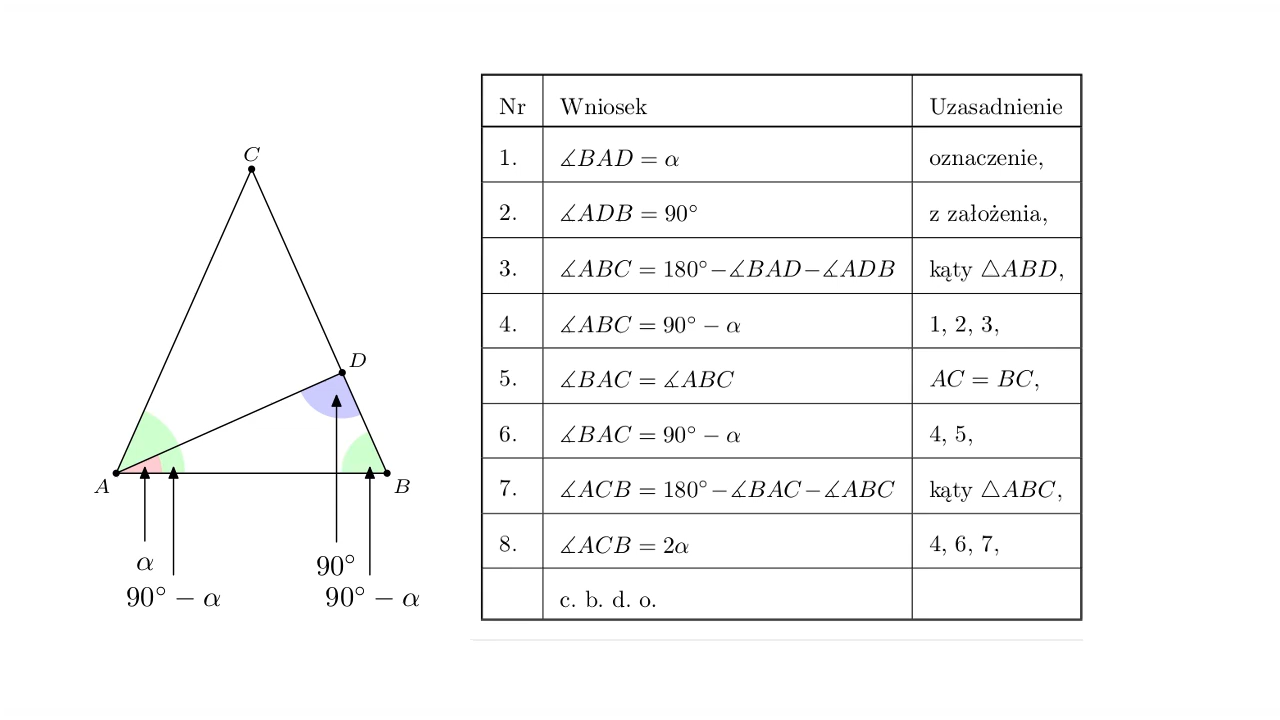 C
D
A
B
α
90°
90° − α
90° − α
Nr Wniosek Uzasadnienie
1. ∡BAD = α oznaczenie,
2. ∡ADB = 90° z założenia,
3. ∡ABC = 180°−∡BAD−∡ADB kąty △ABD,
4. ∡ABC = 90° − α 1, 2, 3,
5. ∡BAC = ∡ABC AC = BC,
6. ∡BAC = 90° − α 4, 5,
7. ∡ACB = 180°−∡BAC−∡ABC kąty △ABC,
8. ∡ACB = 2α 4, 6, 7,
c. b. d. o.